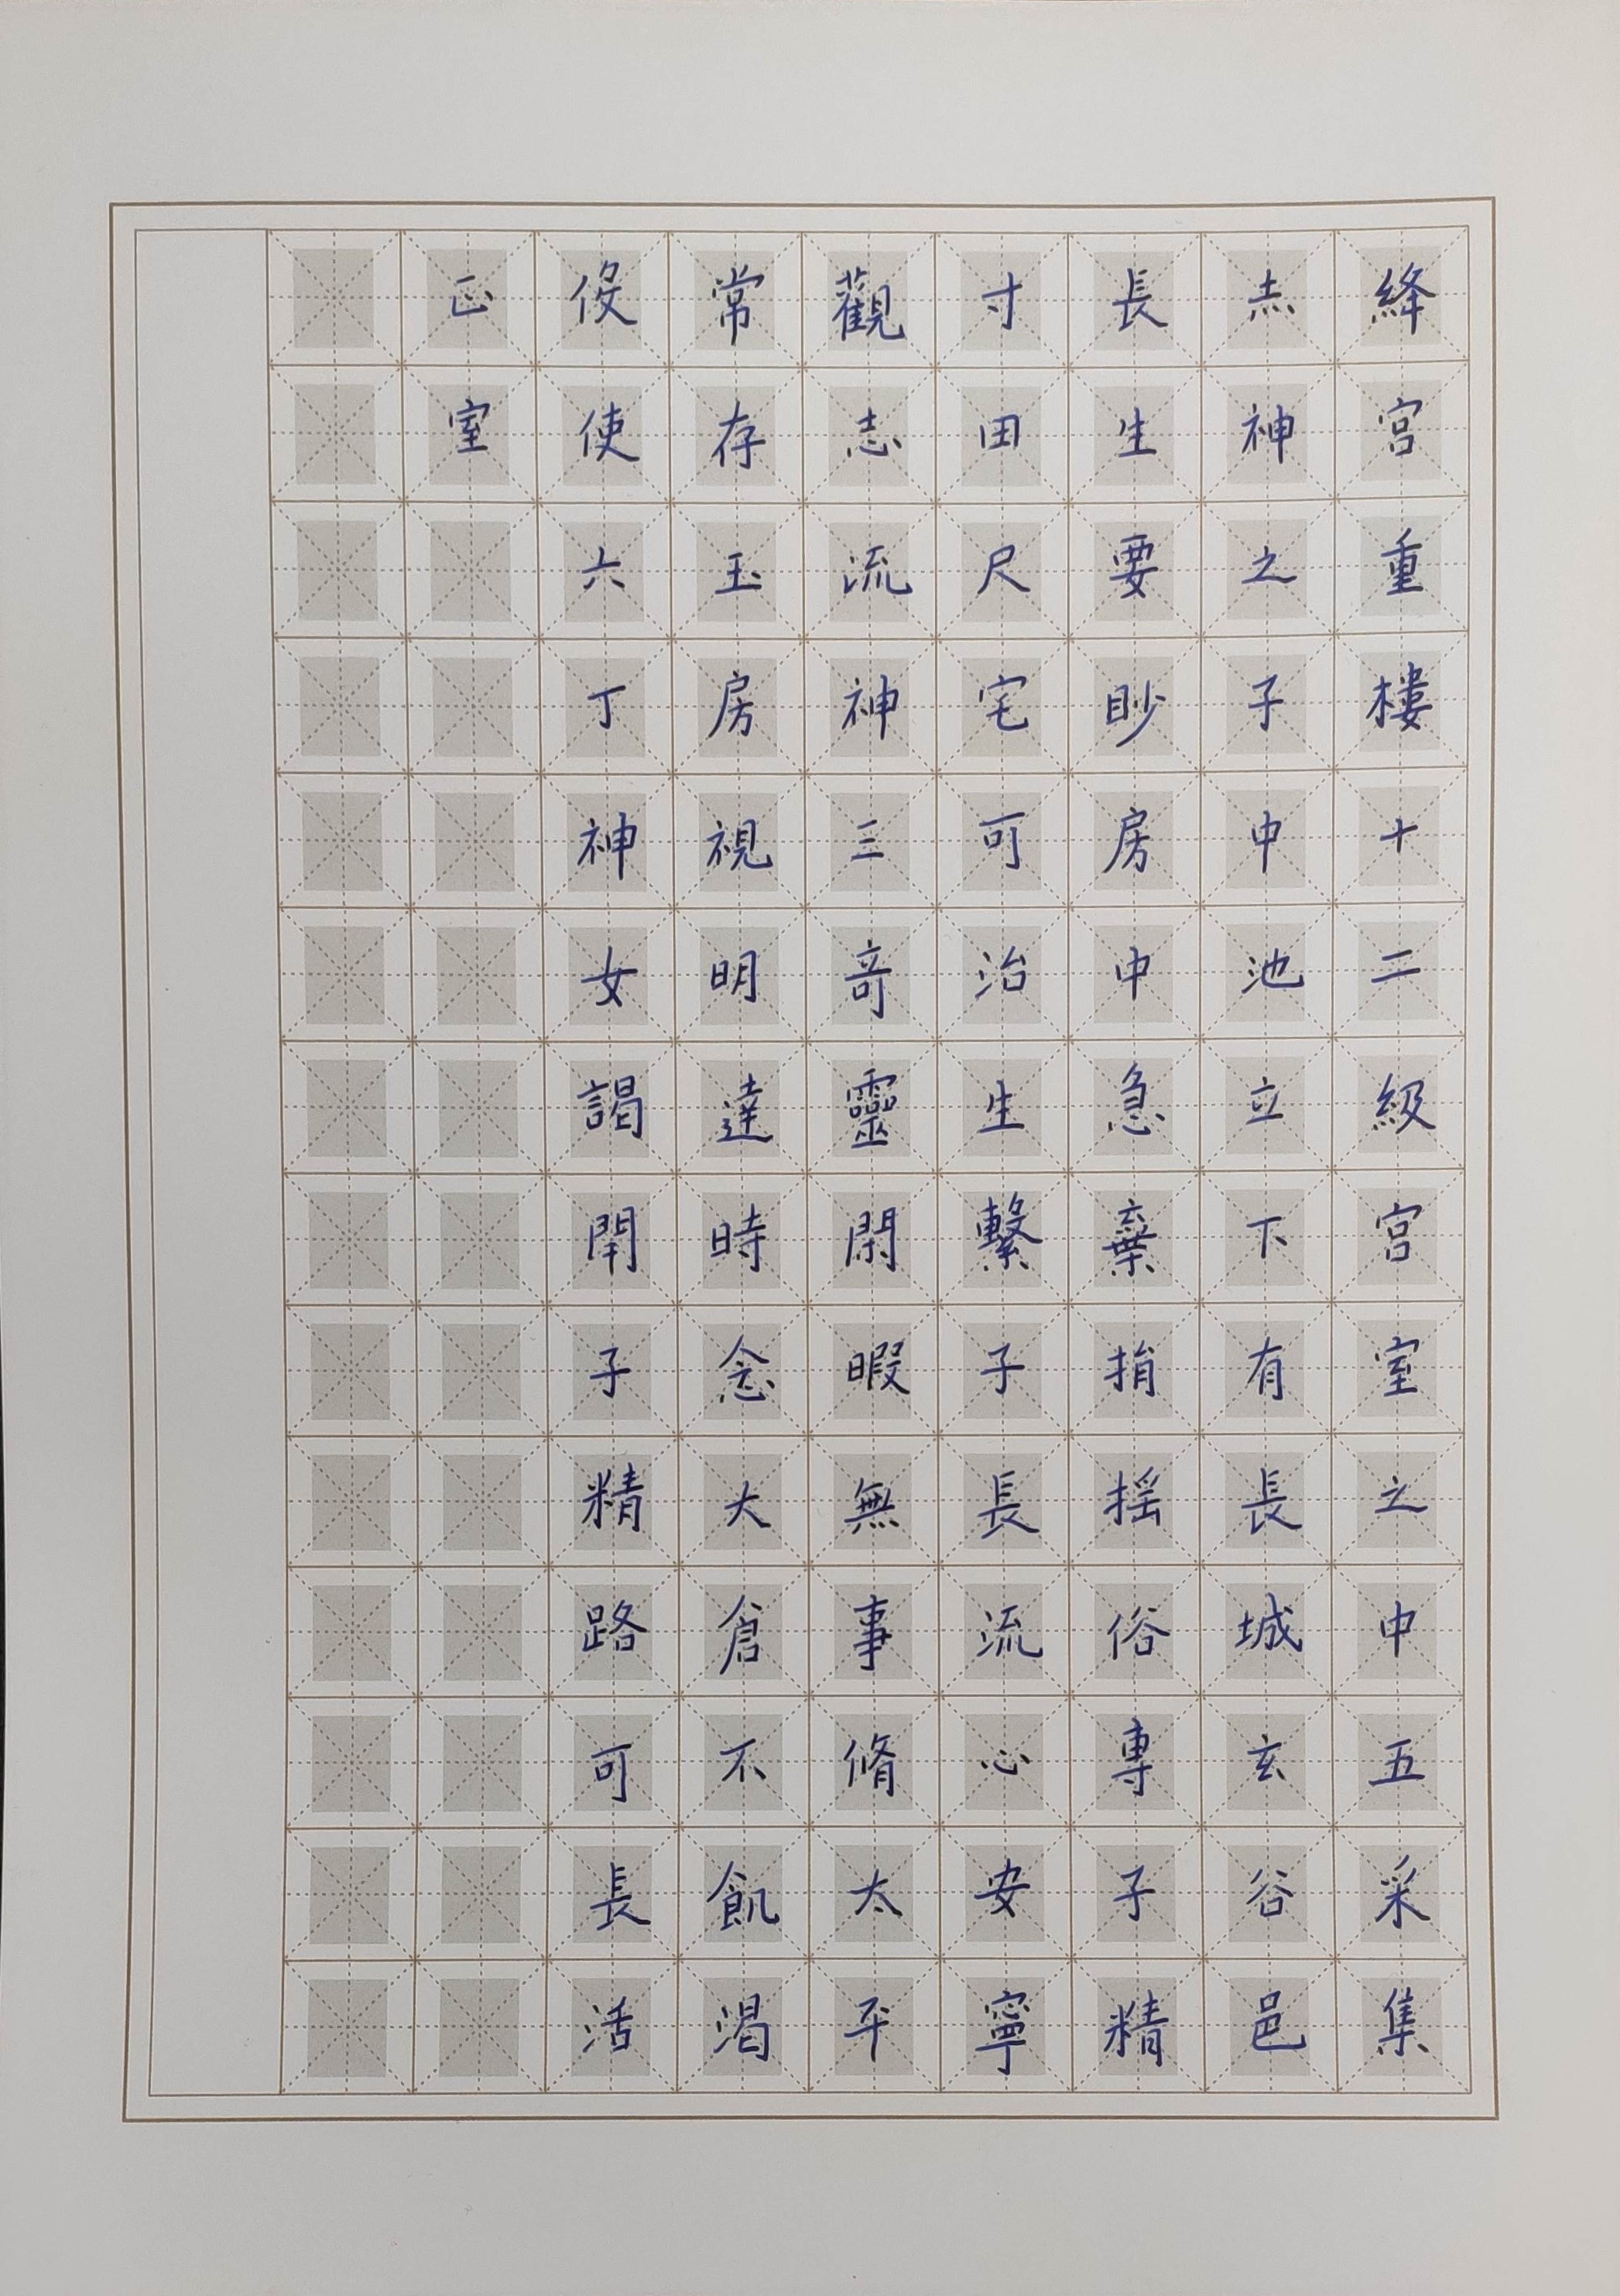 絳宮重樓十二級宮室之中五采集
赤神之子中池立下有長城玄谷邑
長生要眇房中急棄捐搖俗專子精
寸田尺宅可治生繫子長流心安寧
觀志流神三奇靈閑暇無事脩太平
常存玉房視明達時念大倉不飢渴
役使六丁神女謁閇子精路可長活
正室